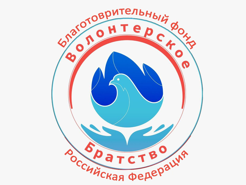 Благотворительный фонд
Волонтерское
Братство
Российская Федерация